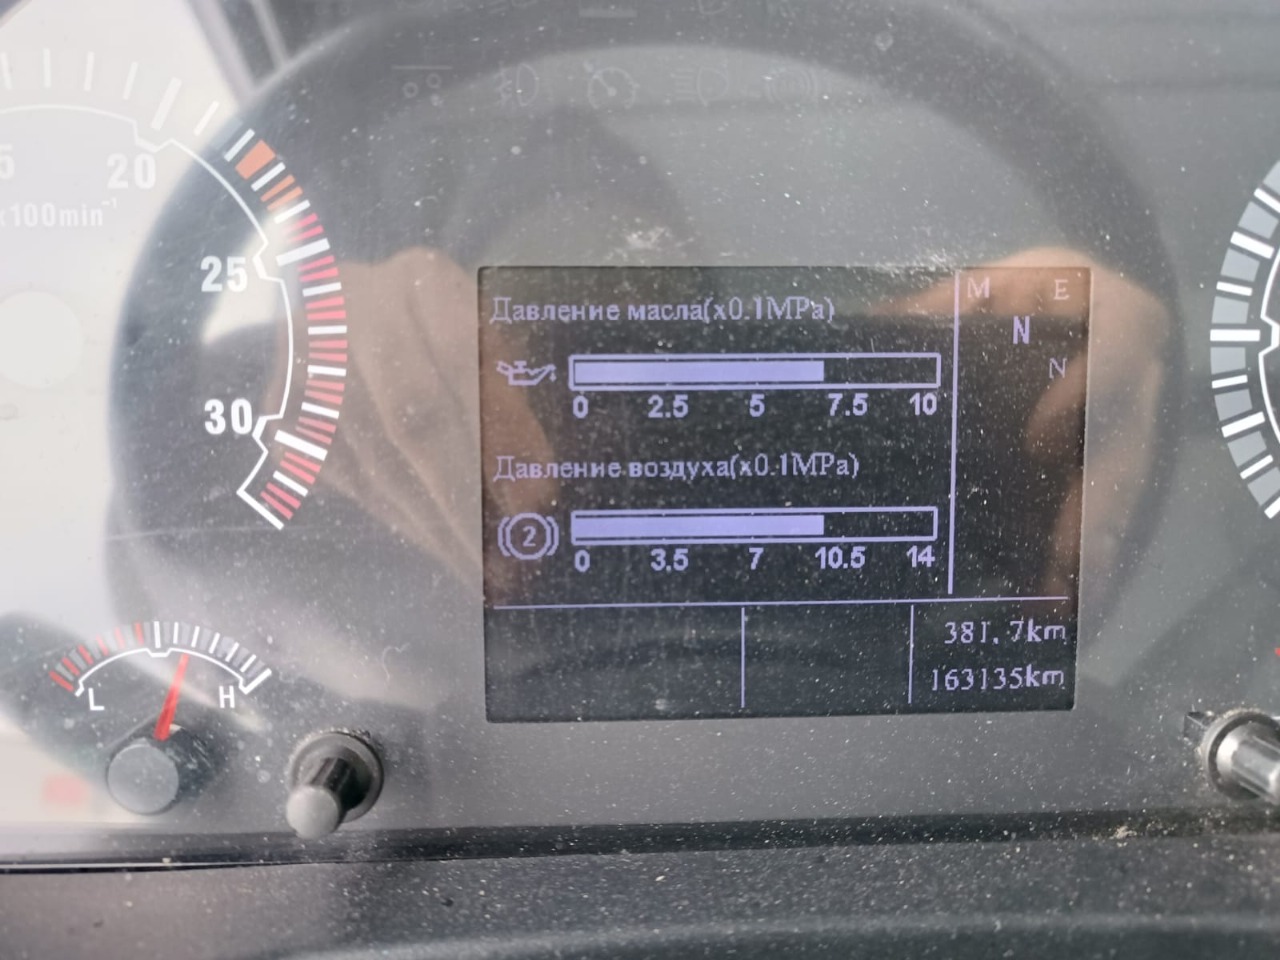 20
x100min⁻¹
25
30
L H
Давление масла(x0.1MPa)
0 2.5 5 7.5 10
Давление воздуха(x0.1MPa)
2
0 3.5 7 10.5 14
M E
N
N
381.7km
163135km